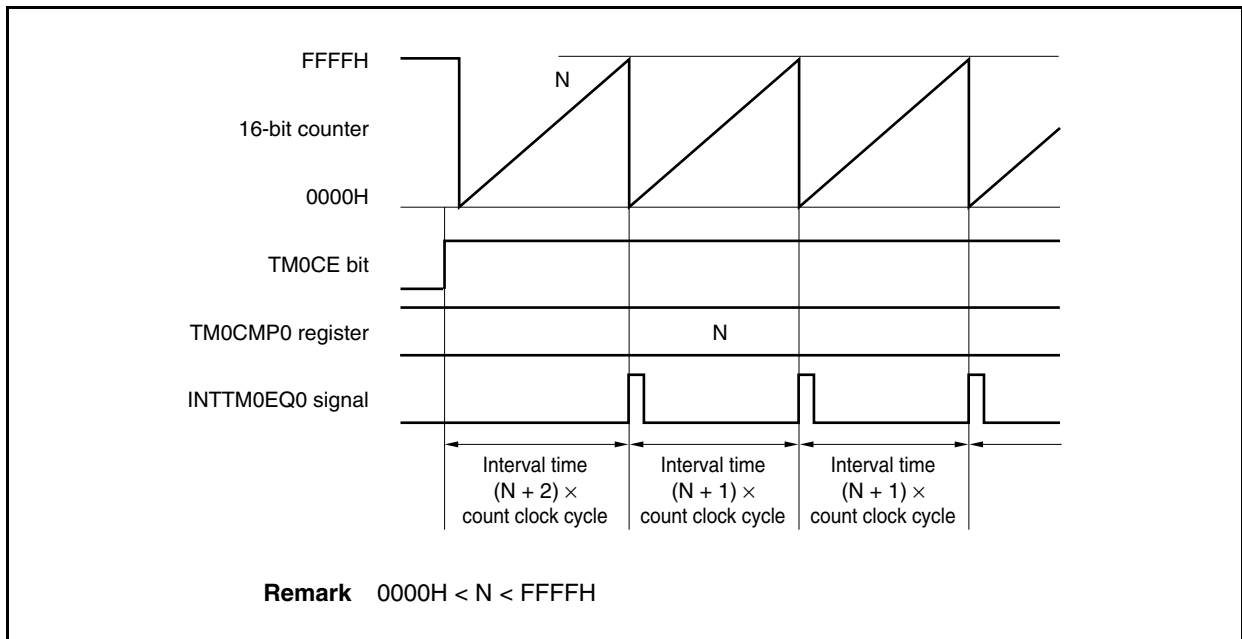 FFFFH
N
16-bit counter
0000H
TM0CE bit
TM0CMP0 register
N
INTTM0EQ0 signal
Interval time
(N + 2) ×
count clock cycle
Interval time
(N + 1) ×
count clock cycle
Interval time
(N + 1) ×
count clock cycle
Remark 0000H < N < FFFFH